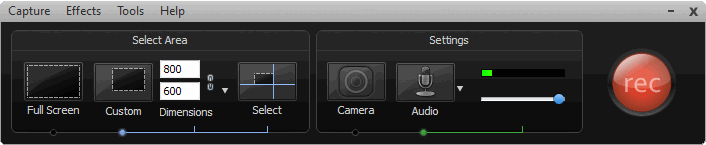 Capture Effects Tools Help
Select Area
Settings
800
600
Full Screen
Custom
Dimensions
Select
Camera
Audio
rec